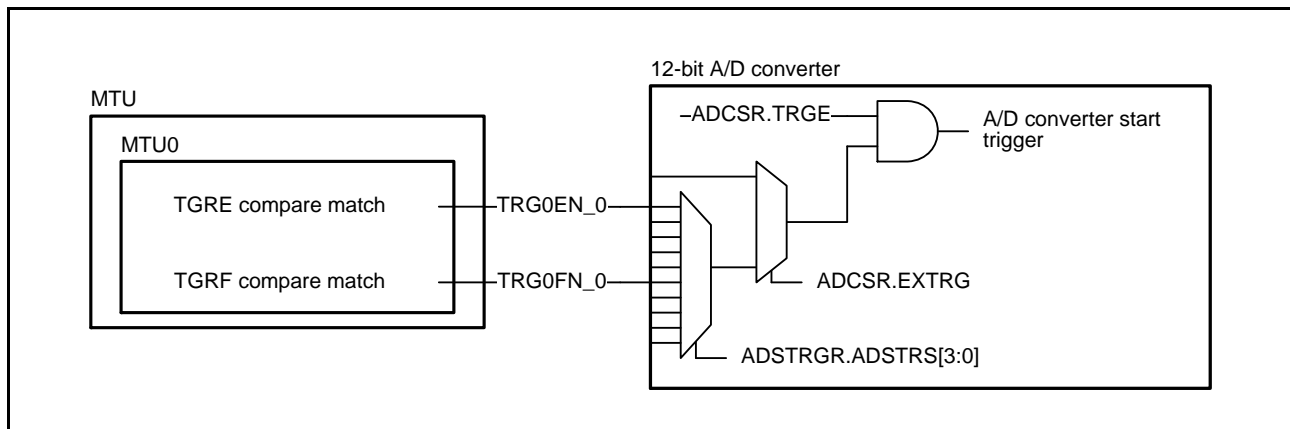 12-bit A/D converter
MTU
ADCSR.TRGE
A/D converter start
trigger
MTU0
TGRE compare match
TRG0EN_0
TGRF compare match
TRG0FN_0
ADCSR.EXTRG
ADSTRGR.ADSTRS[3:0]